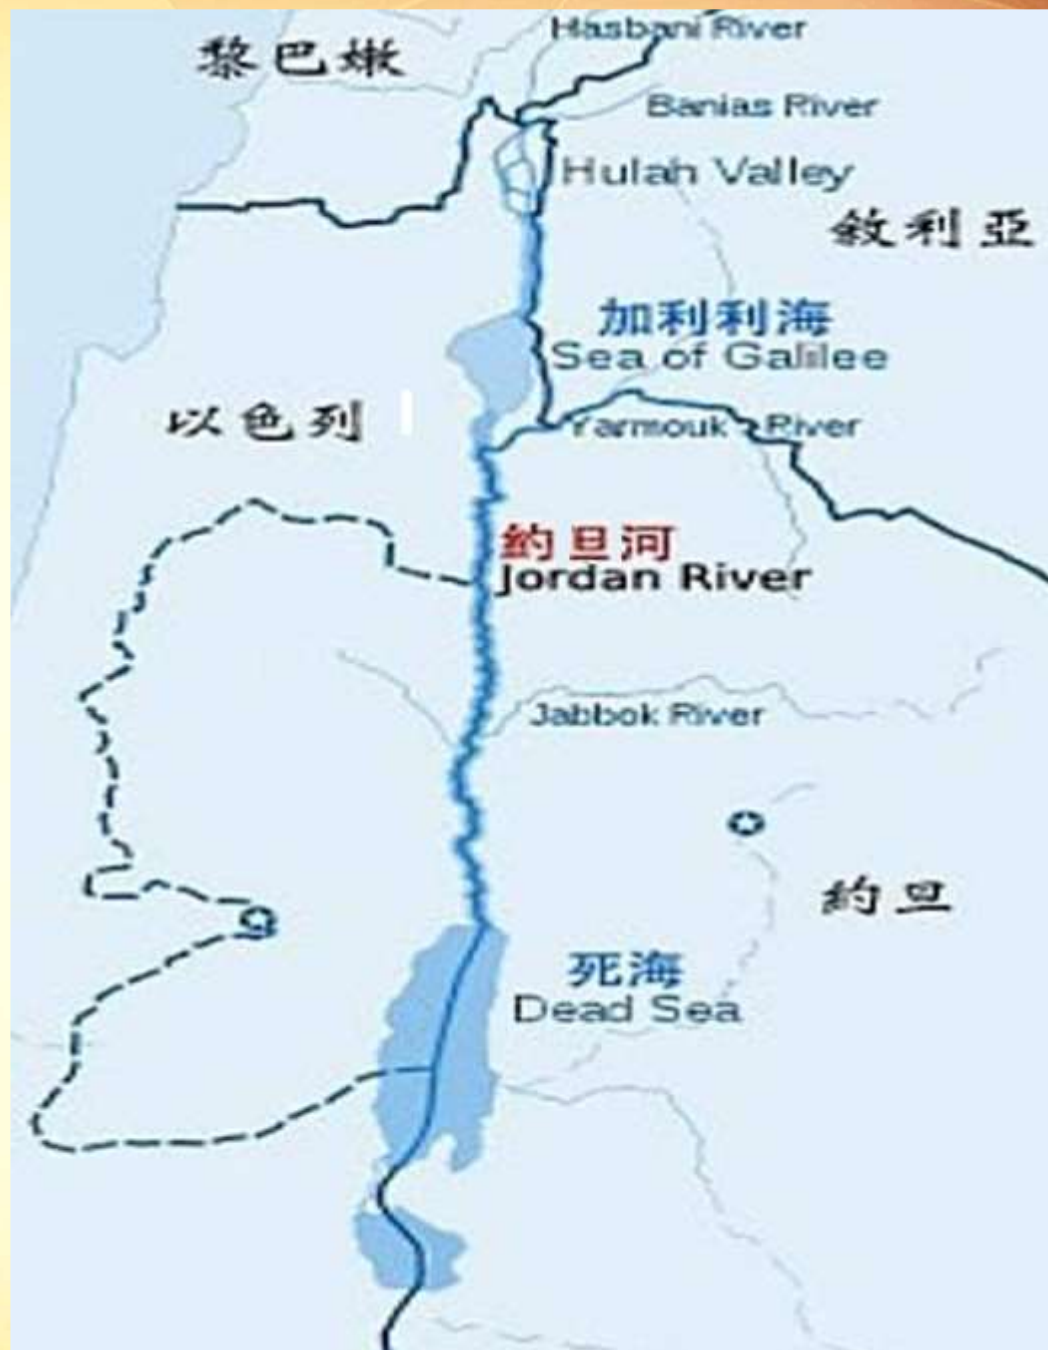 Hasbani River
黎巴嫩
Banias River
Hulah Valley
敘利亞
加利利海
Sea of Galilee
以色列
Yarmouk River
約旦河
Jordan River
Jabbok River
約旦
死海
Dead Sea